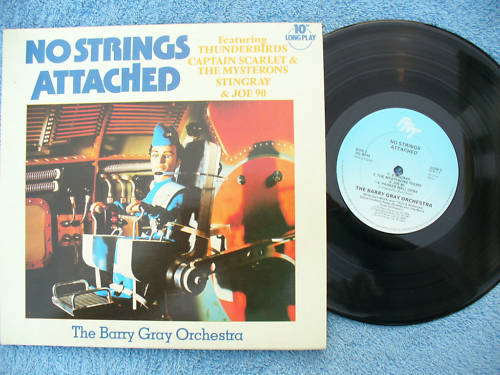 NO STRINGS
ATTACHED
Featuring
THUNDERBIRDS
CAPTAIN SCARLET &
THE MYSTERONS
STINGRAY
& JOE 90
10"
LONG PLAY
The Barry Gray Orchestra
PRT
NO STRINGS
ATTACHED
THE BARRY GRAY ORCHESTRA